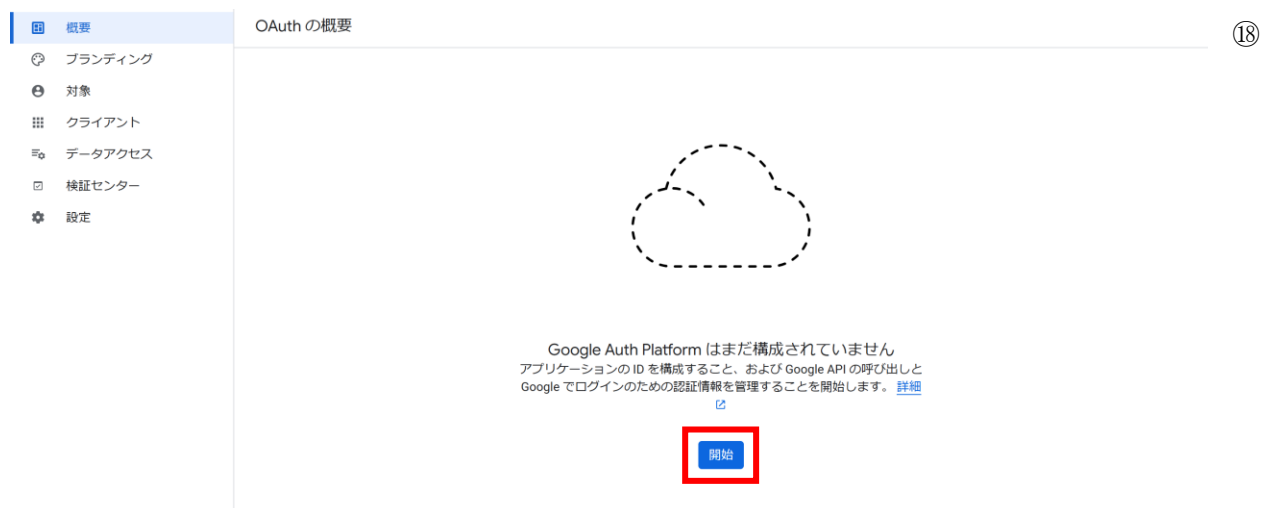 概要
ブランディング
対象
クライアント
データアクセス
検証センター
設定
OAuth の概要
⑱
Google Auth Platform はまだ構成されていません
アプリケーションの ID を構成すること、および Google API の呼び出しと
Google でログインのための認証情報を管理することを開始します。 詳細
開始